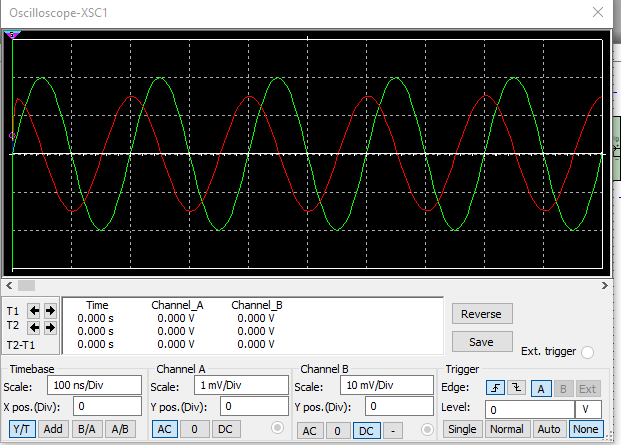 Oscilloscope-XSC1
T1
T2
T2-T1
Time Channel_A Channel_B
0.000 s 0.000 V 0.000 V
0.000 s 0.000 V 0.000 V
0.000 s 0.000 V 0.000 V
Reverse
Save
Ext. trigger
Timebase
Scale: 100 ns/Div
X pos.(Div): 0
Y/T Add B/A A/B
Channel A
Scale: 1 mV/Div
Y pos.(Div): 0
AC 0 DC
Channel B
Scale: 10 mV/Div
Y pos.(Div): 0
AC 0 DC -
Trigger
Edge: A B Ext
Level: 0 V
Single Normal Auto None